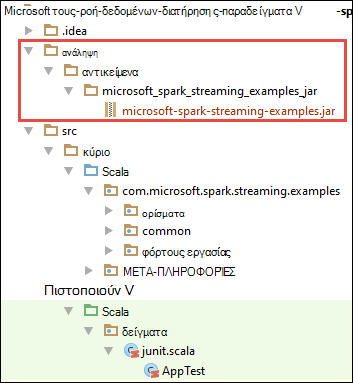 Microsoft τους-ροή-δεδομένων-διατήρηση ς-παραδείγματα V -sp
.idea
ανάληψη
αντικείμενα
microsoft_spark_streaming_examples_jar
microsoft-spark-streaming-examples.jar
src
κύριο
Scala
com.microsoft.spark.streaming.examples
ορίσματα
common
φόρτους εργασίας
ΜΕΤΑ-ΠΛΗΡΟΦΟΡΊΕΣ
Πιστοποιούν V
Scala
δείγματα
junit.scala
AppTest